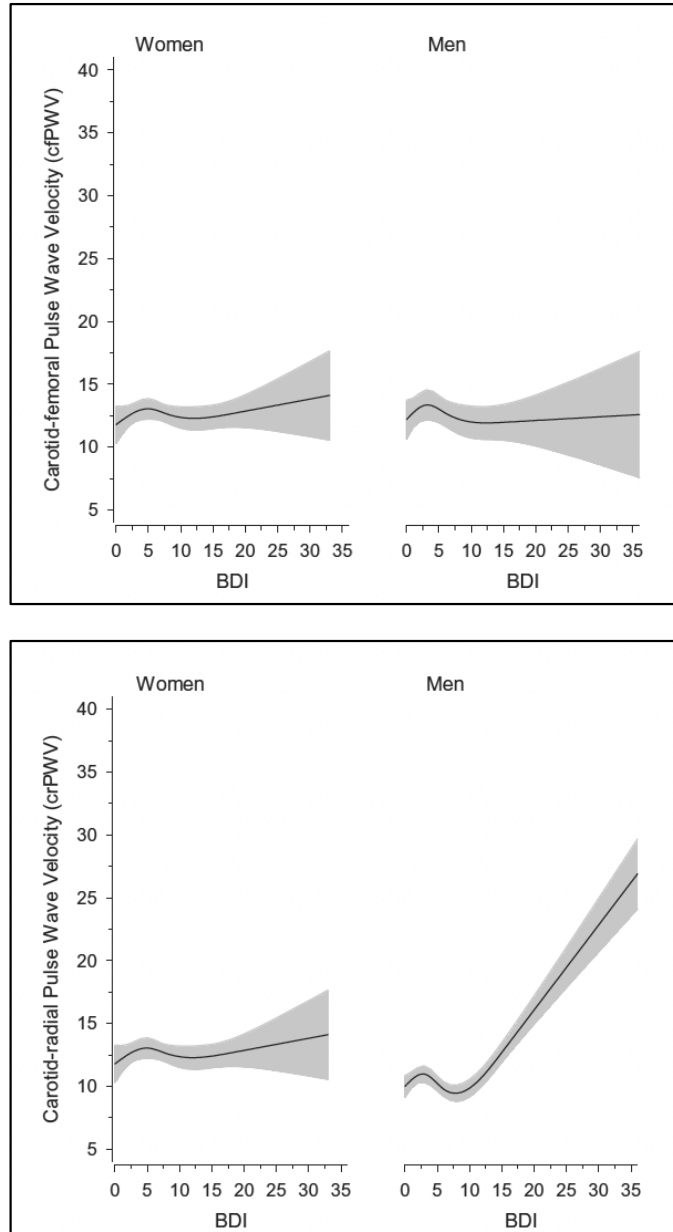 Women Men
40
35
30
25
20
15
10
5
Carotid-femoral Pulse Wave Velocity (cfPWV)
0 5 10 15 20 25 30 35 0 5 10 15 20 25 30 35
BDI BDI
Women Men
40
35
30
25
20
15
10
5
Carotid-radial Pulse Wave Velocity (crPWV)
0 5 10 15 20 25 30 35 0 5 10 15 20 25 30 35
BDI BDI